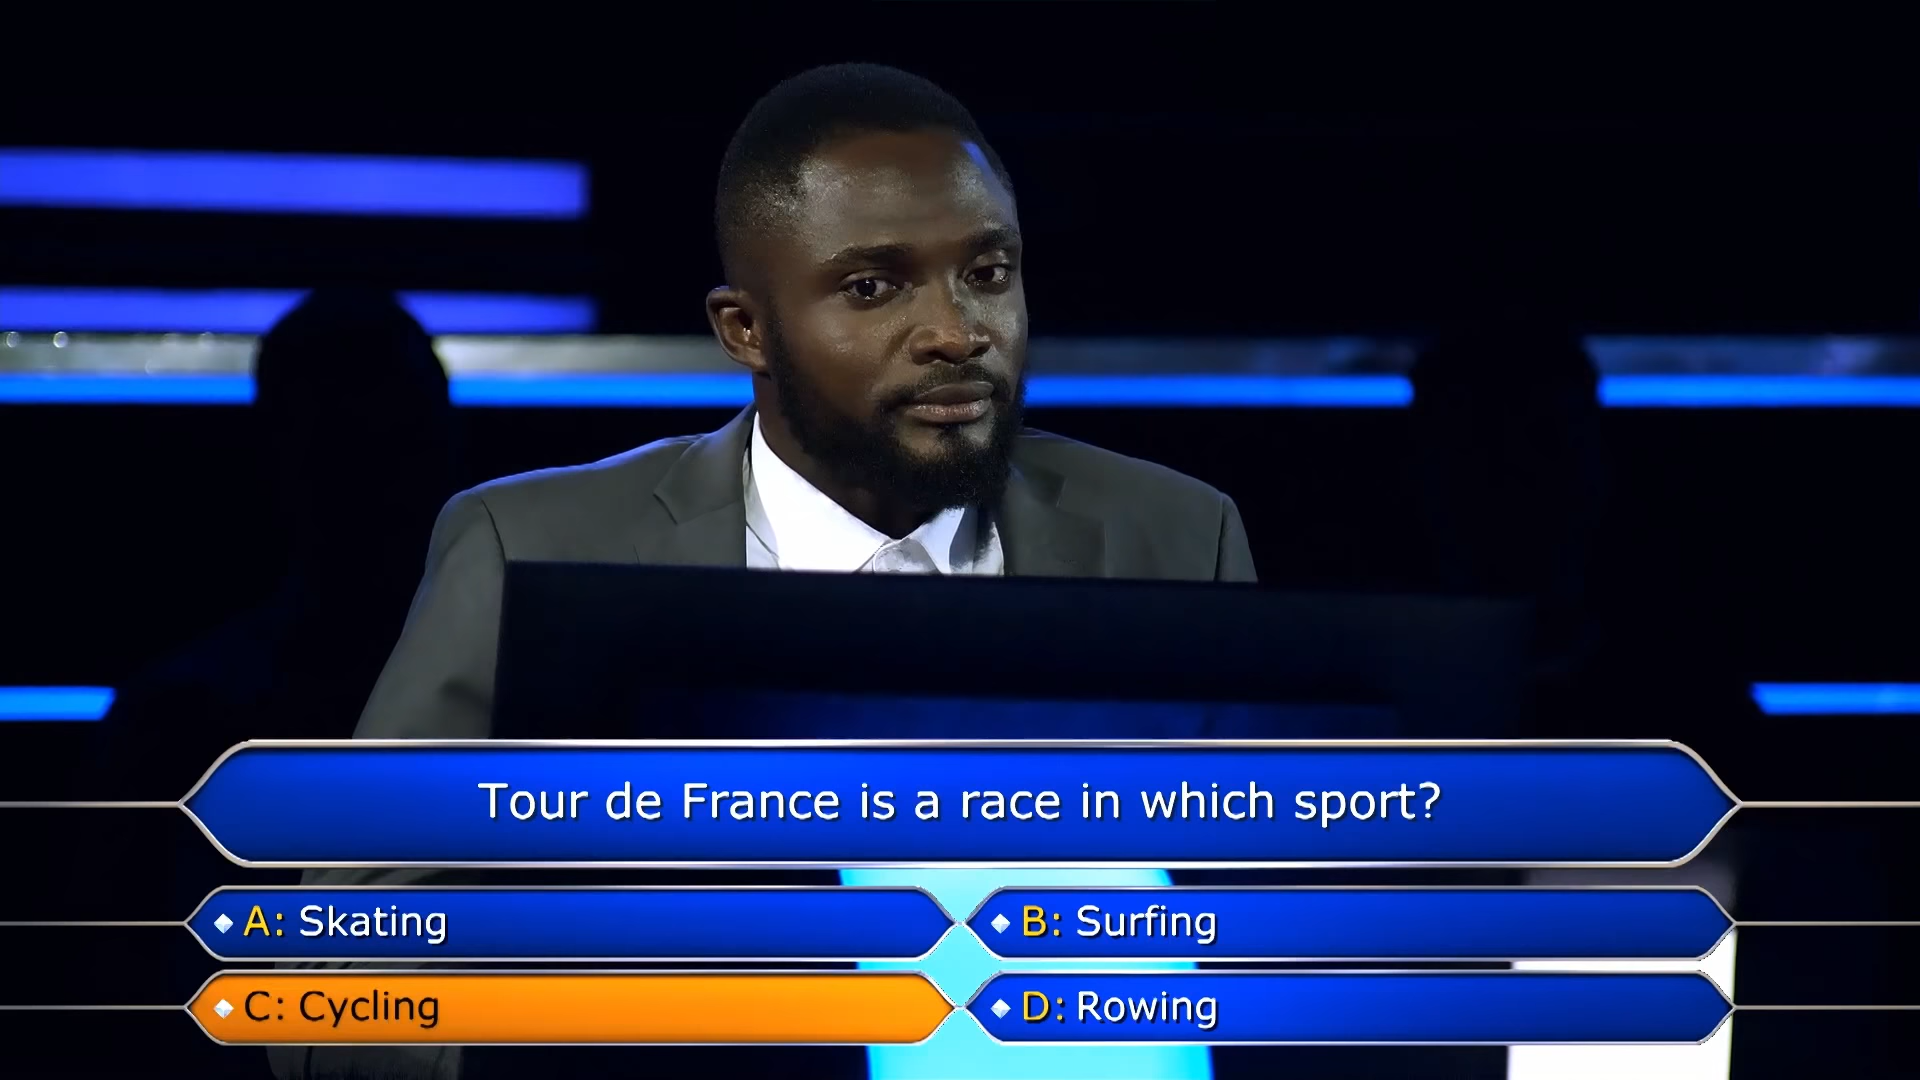 Tour de France is a race in which sport?
A: Skating
B: Surfing
C: Cycling
D: Rowing